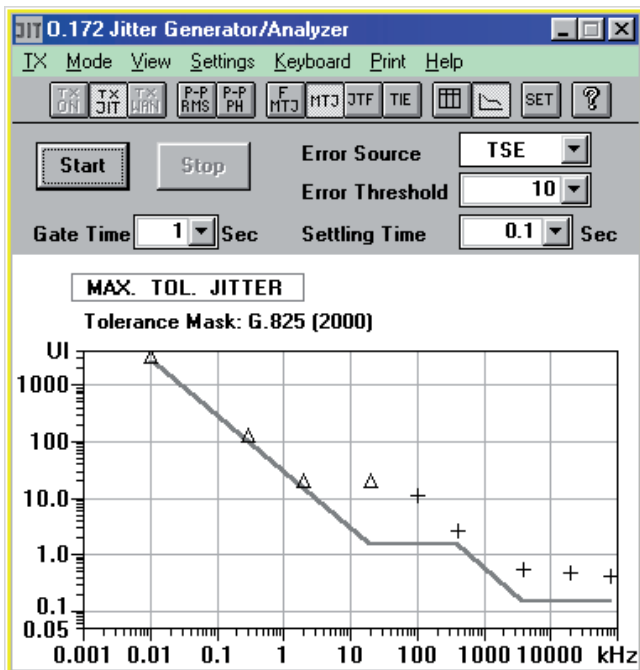 JIT O.172 Jitter Generator/Analyzer
TX Mode View Settings Keyboard Print Help
TX ON TX JIT TX WAN P-P RMS P-P PH F MTJ MTJ JTF TIE SET ?
Start Stop Error Source TSE
Error Threshold 10
Gate Time 1 Sec Settling Time 0.1 Sec
MAX. TOL. JITTER
Tolerance Mask: G.825 (2000)
UI
1000
100
10.0
1.0
0.1
0.05
0.001 0.01 0.1 1 10 100 1000 10000 kHz